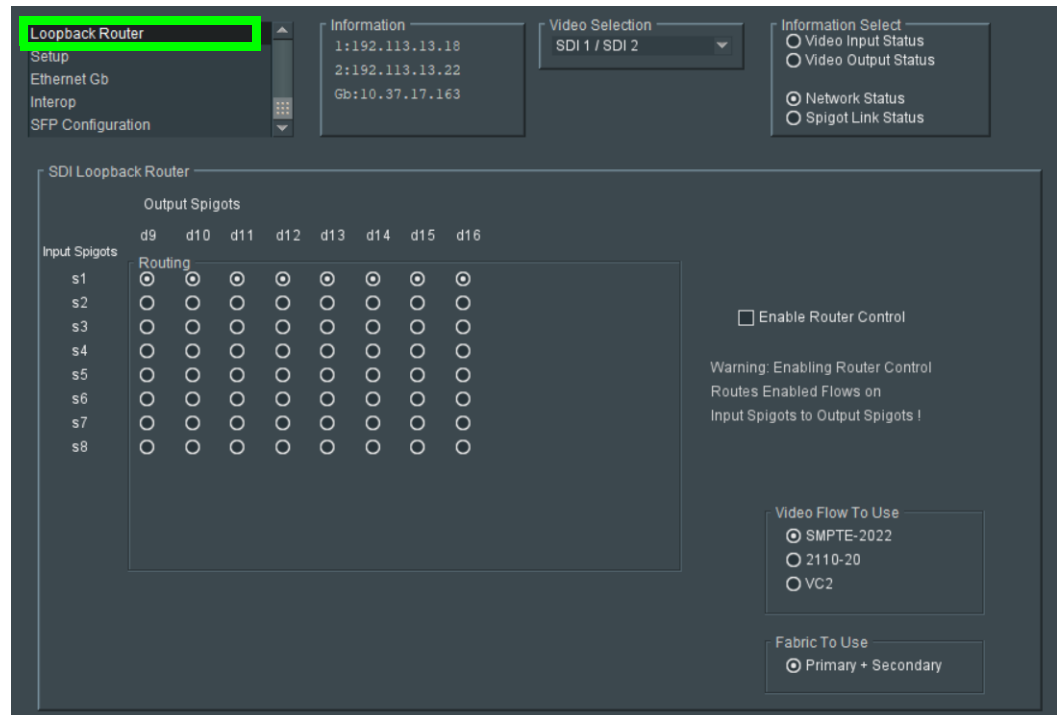 Loopback Router
Setup
Ethernet Gb
Interop
SFP Configuration
Information
1:192.113.13.18
2:192.113.13.22
Gb:10.37.17.163
Video Selection
SDI 1 / SDI 2
Information Select
Video Input Status
Video Output Status
Network Status
Spigot Link Status
SDI Loopback Router
Output Spigots
d9 d10 d11 d12 d13 d14 d15 d16
Input Spigots
Routing
s1
s2
s3
s4
s5
s6
s7
s8
Enable Router Control
Warning: Enabling Router Control
Routes Enabled Flows on
Input Spigots to Output Spigots !
Video Flow To Use
SMPTE-2022
2110-20
VC2
Fabric To Use
Primary + Secondary